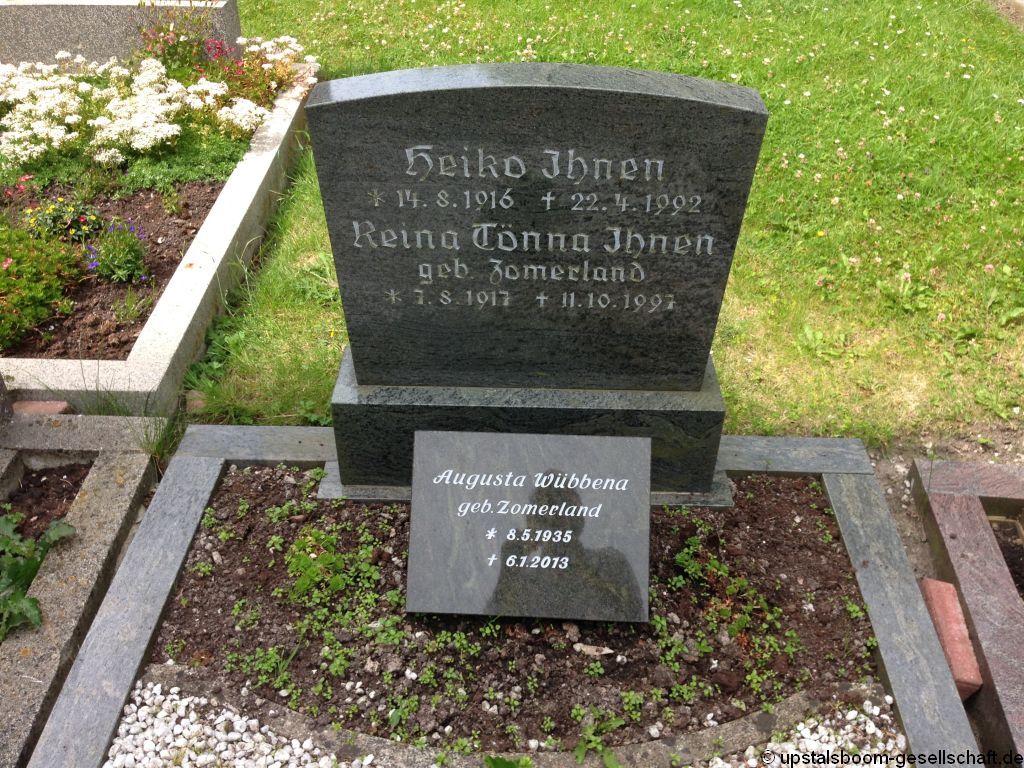 Heiko Ihnen
* 14.8.1916 ✝ 22.4.1992
Reina Tönna Ihnen
geb. Zomerland
* 7.8.1917 ✝ 11.10.1997
Augusta Wübbena
geb. Zomerland
* 8.5.1935
✝ 6.1.2013
© upstalsboom-gesellschaft.de